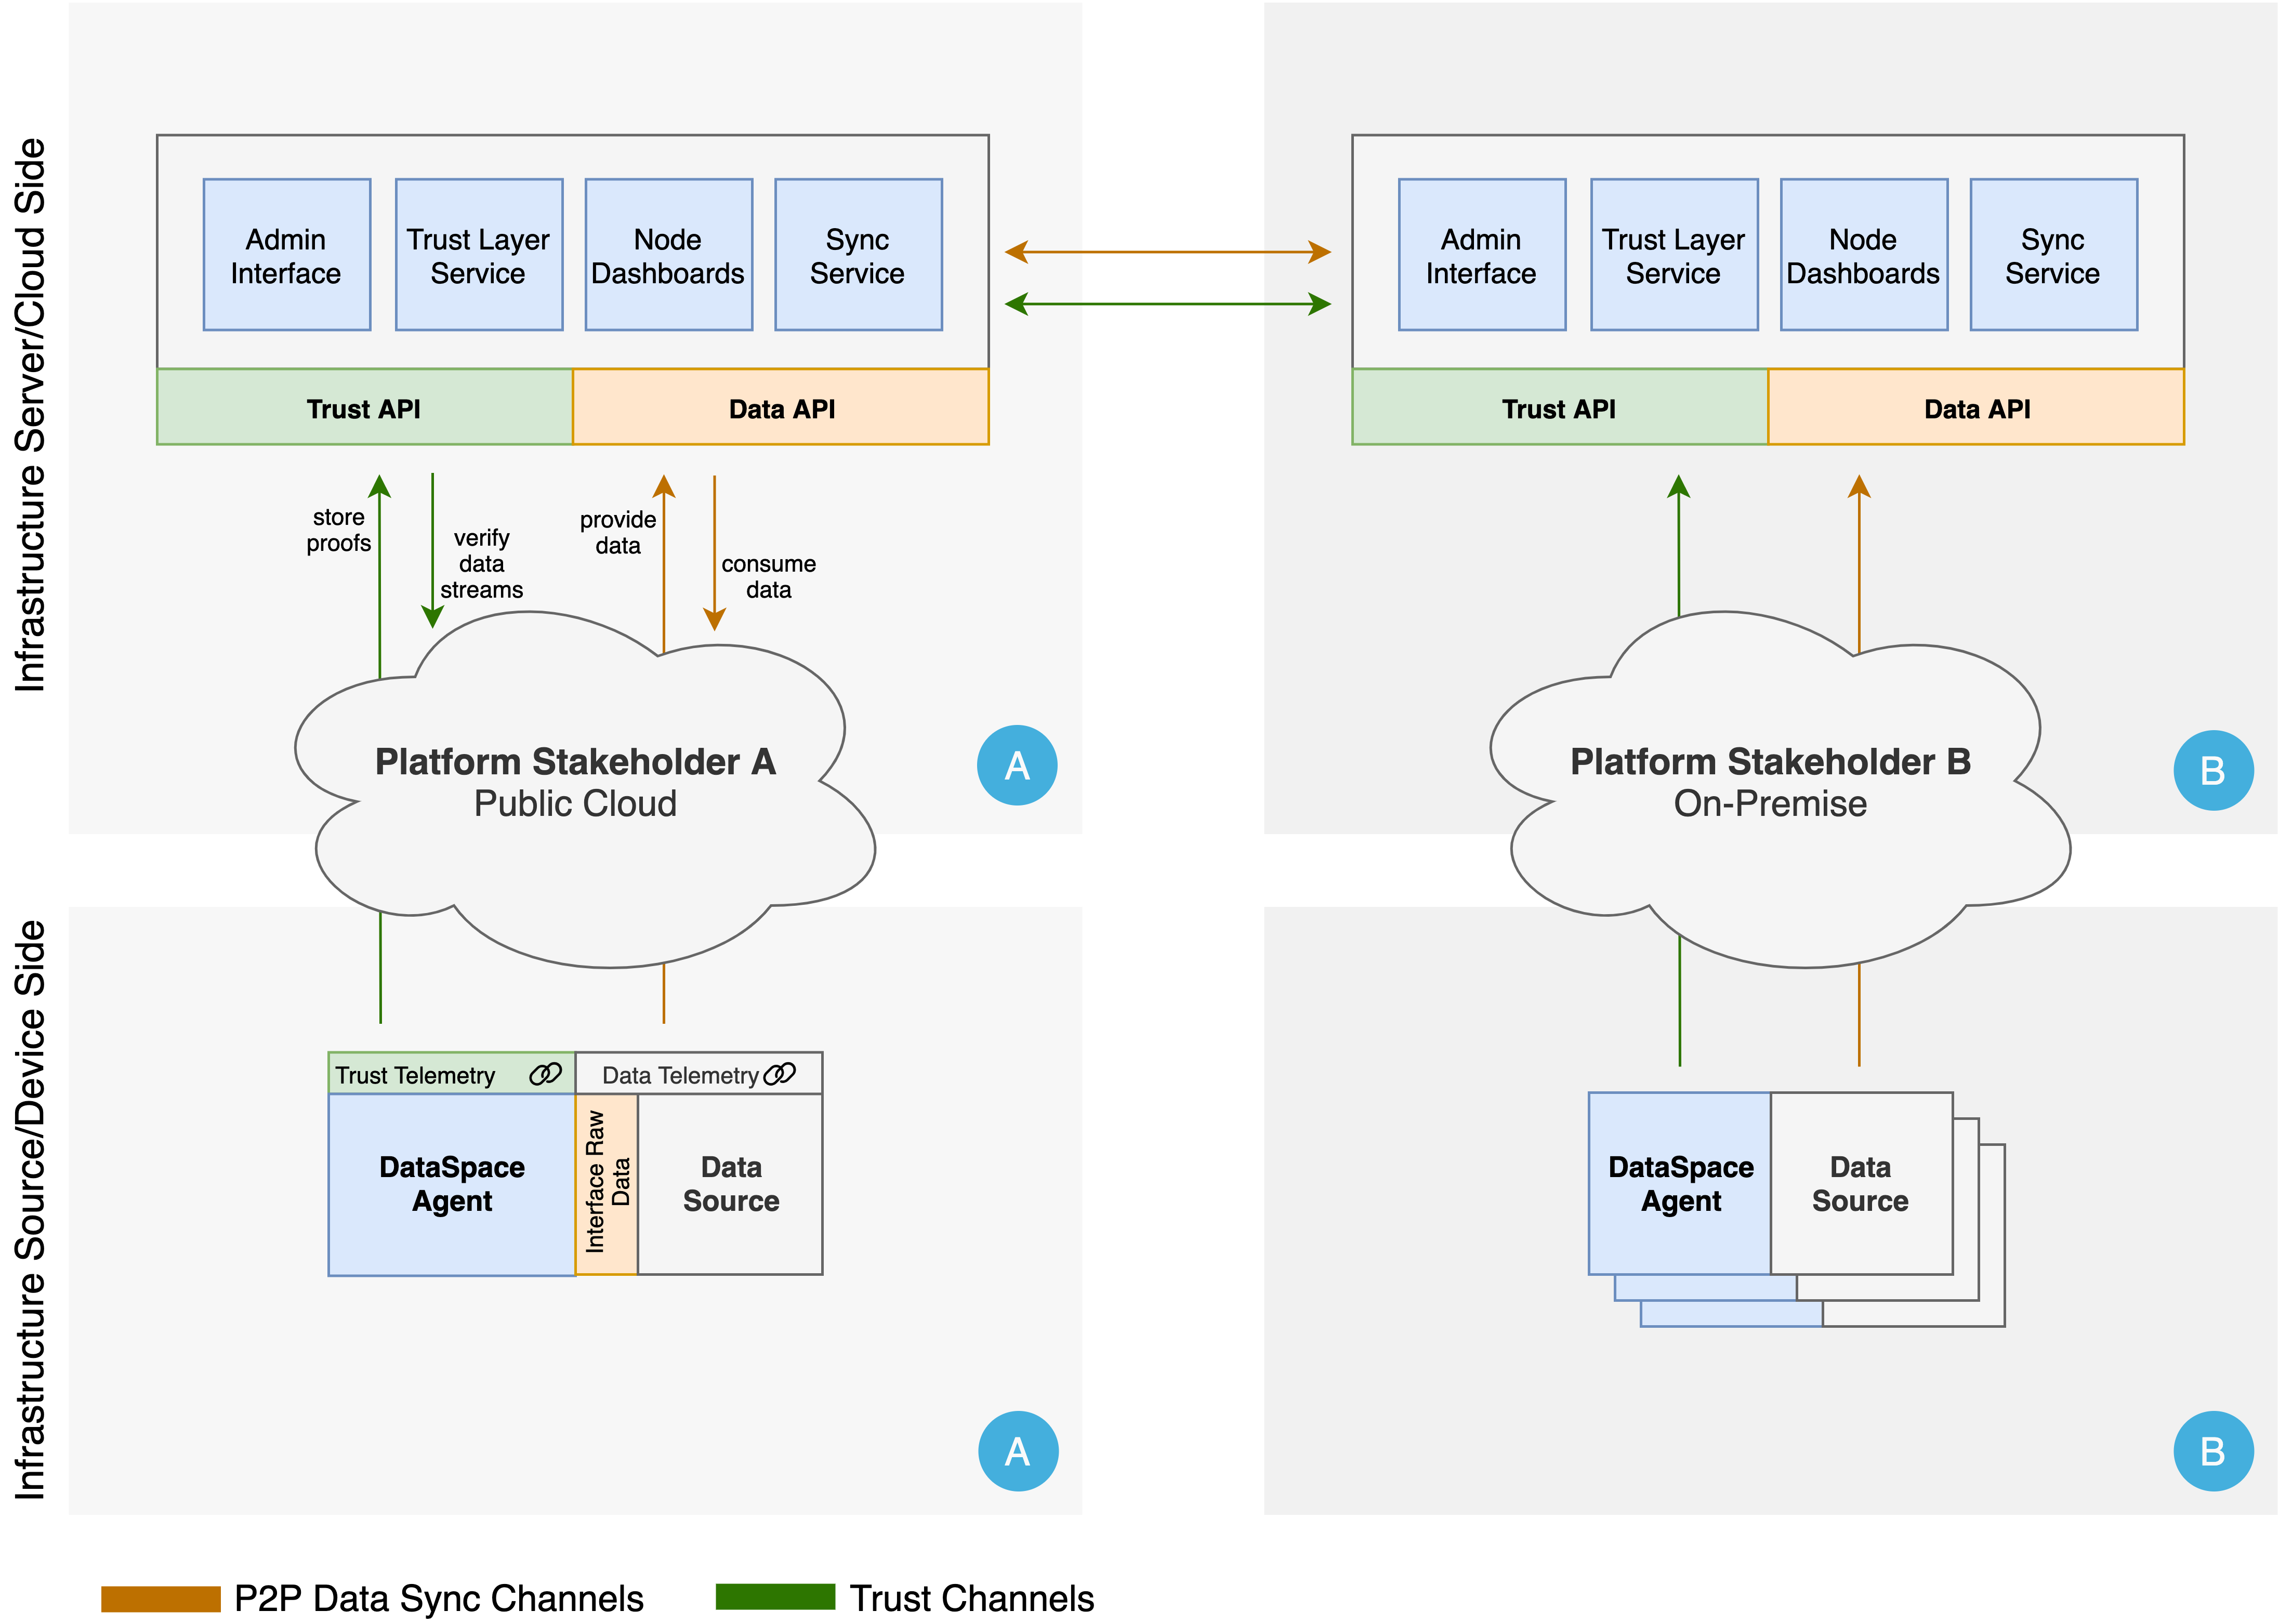 Infrastructure Server/Cloud Side
Admin
Interface
Trust Layer
Service
Node
Dashboards
Sync
Service
Trust API
Data API
store
proofs
verify
data
streams
provide
data
consume
data
Platform Stakeholder A
Public Cloud
A
Admin
Interface
Trust Layer
Service
Node
Dashboards
Sync
Service
Trust API
Data API
Platform Stakeholder B
On-Premise
B
Infrastructure Source/Device Side
Trust Telemetry
Data Telemetry
DataSpace
Agent
Interface Raw
Data
Data
Source
A
DataSpace
Agent
Data
Source
B
P2P Data Sync Channels
Trust Channels